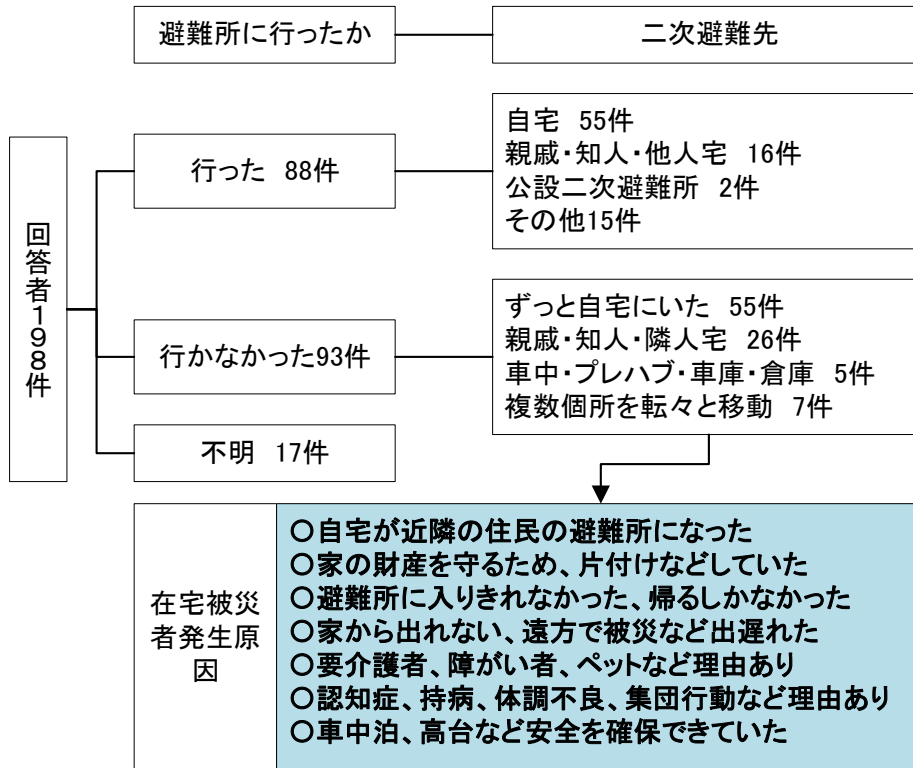 避難所に行ったか
二次避難先
回答者198件
行った 88件
自宅 55件
親戚・知人・他人宅 16件
公設二次避難所 2件
その他15件
行かなかった93件
ずっと自宅にいた 55件
親戚・知人・隣人宅 26件
車中・プレハブ・車庫・倉庫 5件
複数個所を転々と移動 7件
不明 17件
在宅被災
者発生原
因
○自宅が近隣の住民の避難所になった
○家の財産を守るため、片付けなどしていた
○避難所に入りきれなかった、帰るしかなかった
○家から出れない、遠方で被災など出遅れた
○要介護者、障がい者、ペットなど理由あり
○認知症、持病、体調不良、集団行動など理由あり
○車中泊、高台など安全を確保できていた